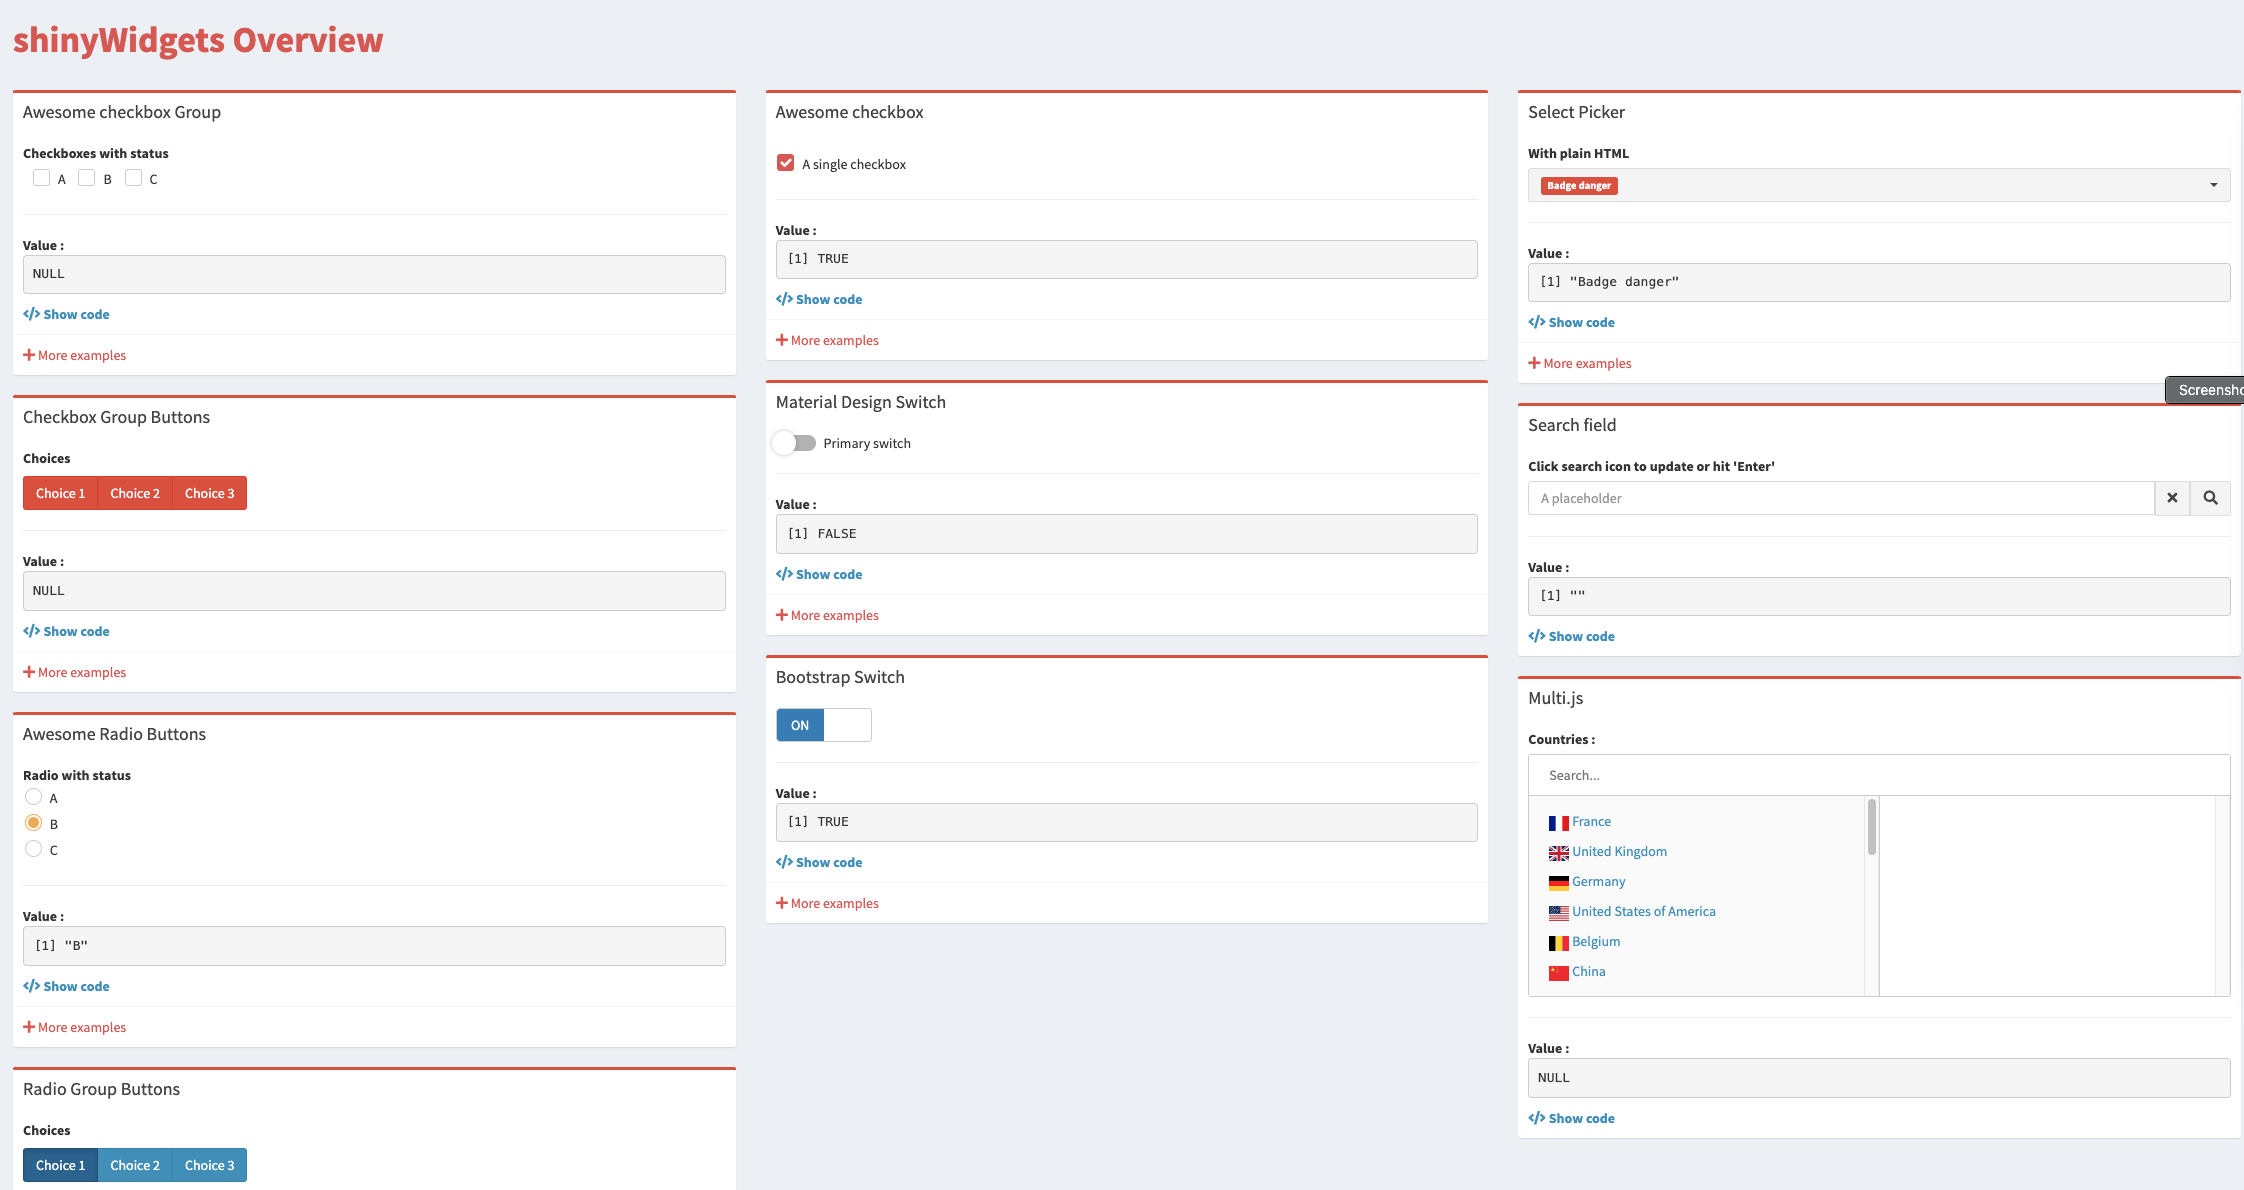 shinyWidgets Overview
Awesome checkbox Group
Checkboxes with status
A B C
Value :
NULL
Show code
More examples
Checkbox Group Buttons
Choices
Choice 1 Choice 2 Choice 3
Value :
NULL
Show code
More examples
Awesome Radio Buttons
Radio with status
A
B
C
Value :
[1] "B"
Show code
More examples
Radio Group Buttons
Choices
Choice 1 Choice 2 Choice 3
Awesome checkbox
A single checkbox
Value :
[1] TRUE
Show code
More examples
Material Design Switch
Primary switch
Value :
[1] FALSE
Show code
More examples
Bootstrap Switch
ON
Value :
[1] TRUE
Show code
More examples
Select Picker
With plain HTML
Badge danger
Value :
[1] "Badge danger"
Show code
More examples
Screensho
Search field
Click search icon to update or hit 'Enter'
A placeholder
Value :
[1] ""
Show code
Multi.js
Countries :
Search...
France
United Kingdom
Germany
United States of America
Belgium
China
Value :
NULL
Show code